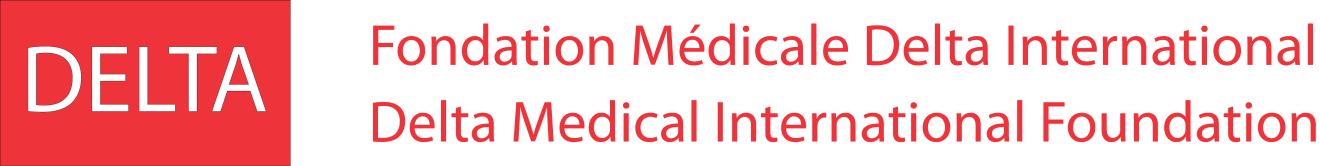 DELTA
Fondation Médicale Delta International
Delta Medical International Foundation